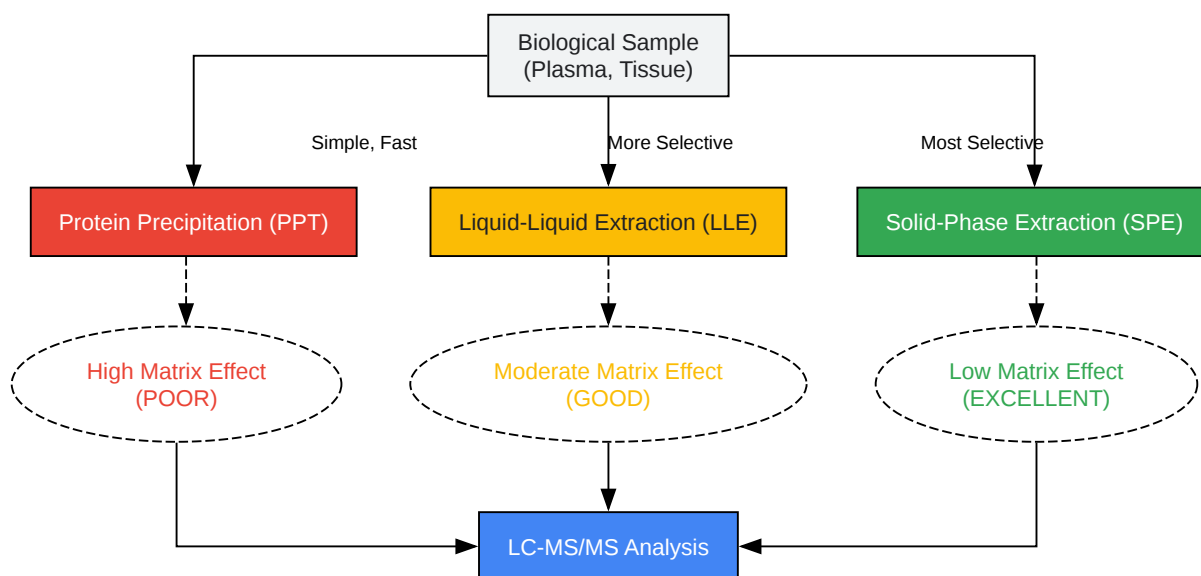 Biological Sample
(Plasma, Tissue)
Simple, Fast
More Selective
Most Selective
Protein Precipitation (PPT)
Liquid-Liquid Extraction (LLE)
Solid-Phase Extraction (SPE)
High Matrix Effect
(POOR)
Moderate Matrix Effect
(GOOD)
Low Matrix Effect
(EXCELLENT)
LC-MS/MS Analysis